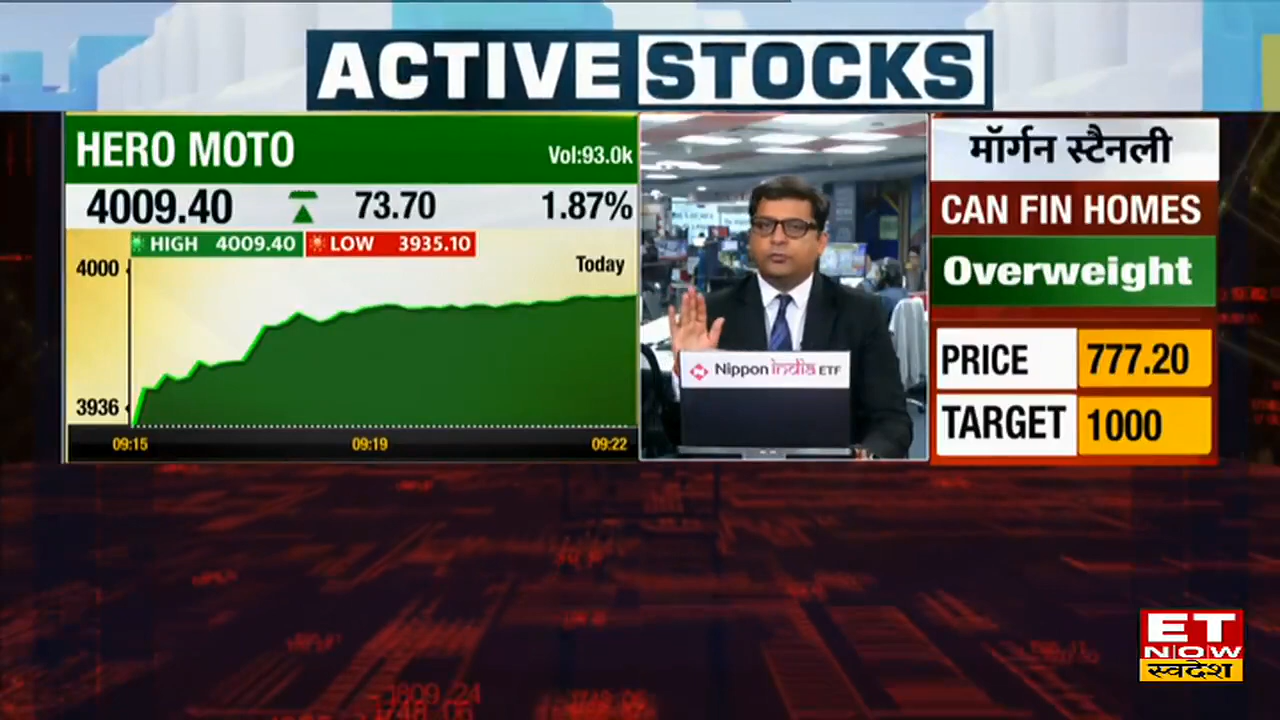 ACTIVE STOCKS
HERO MOTO
Vol:93.0k
4009.40 73.70 1.87%
HIGH 4009.40 LOW 3935.10
4000
Today
3936
09:15 09:19 09:22
Nippon india ETF
मॉर्गन स्टैनली
CAN FIN HOMES
Overweight
PRICE 777.20
TARGET 1000
ET
NOW
स्वदेश